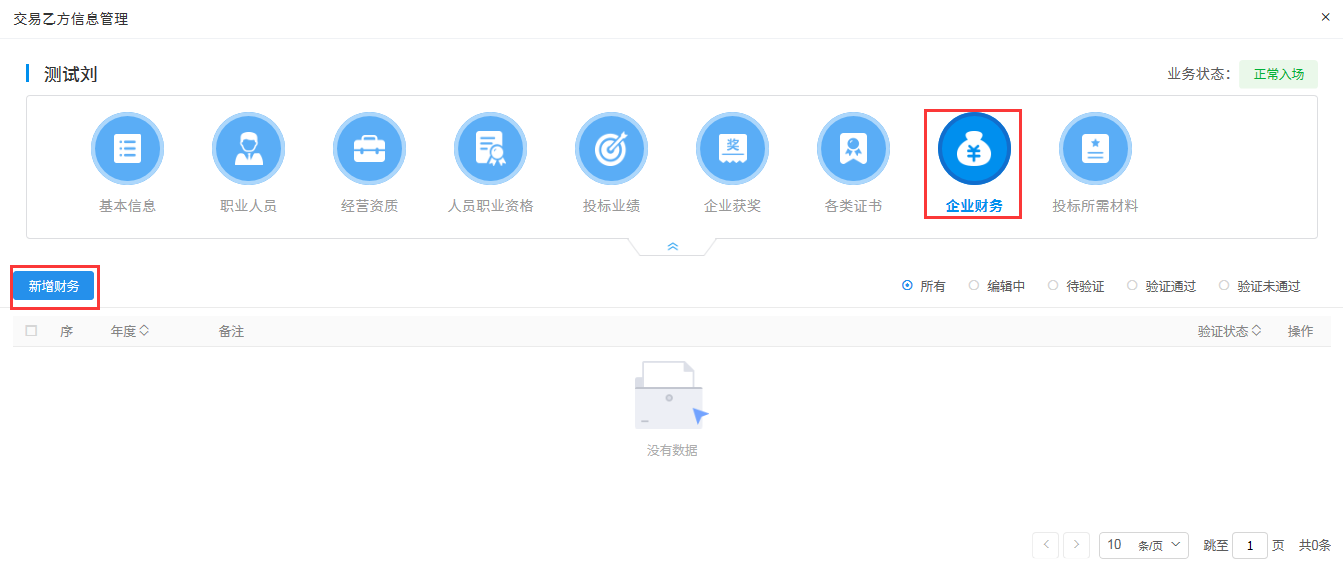 交易乙方信息管理
×
测试刘
业务状态：
正常入场
奖
¥
基本信息
职业人员
经营资质
人员职业资格
投标业绩
企业获奖
各类证书
企业财务
投标所需材料
新增财务
所有
编辑中
待验证
验证通过
验证未通过
序
年度
备注
验证状态
操作
没有数据
10 条/页
跳至 1 页
共0条